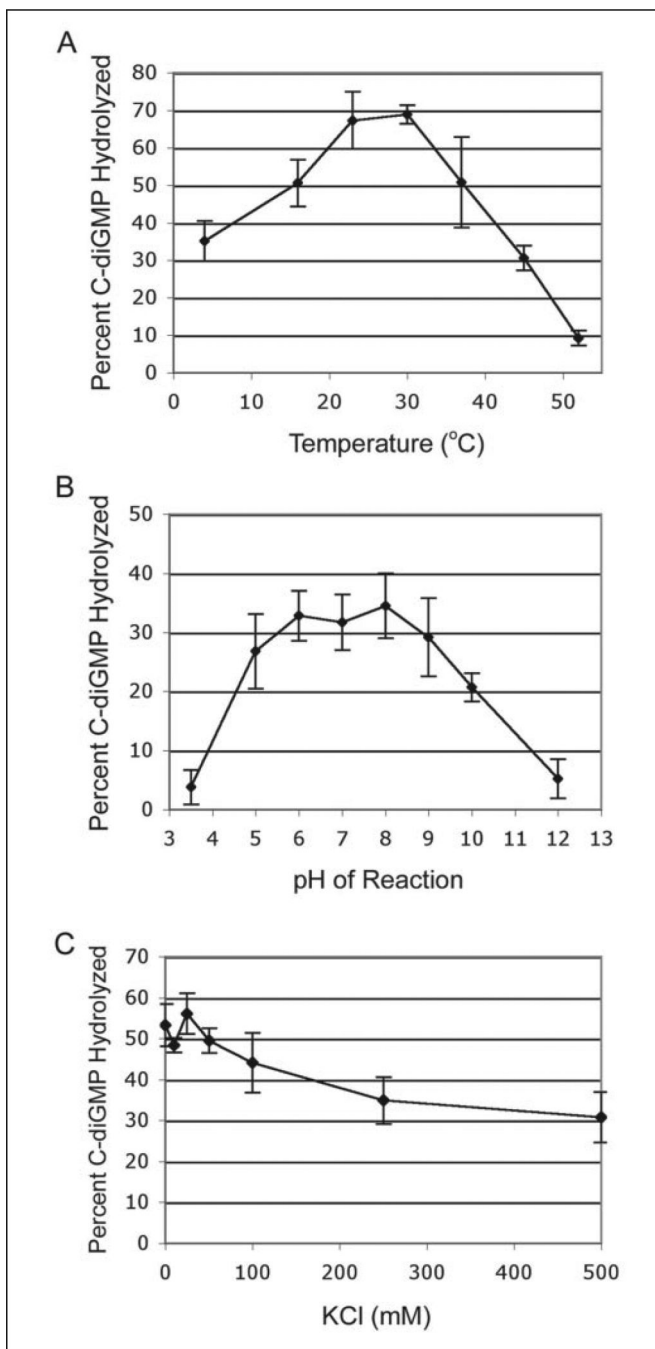 A
Percent C-diGMP Hydrolyzed
80
70
60
50
40
30
20
10
0
0 10 20 30 40 50
Temperature (°C)
B
Percent C-diGMP Hydrolyzed
50
40
30
20
10
0
3 4 5 6 7 8 9 10 11 12 13
pH of Reaction
C
Percent C-diGMP Hydrolyzed
70
60
50
40
30
20
10
0
0 100 200 300 400 500
KCl (mM)